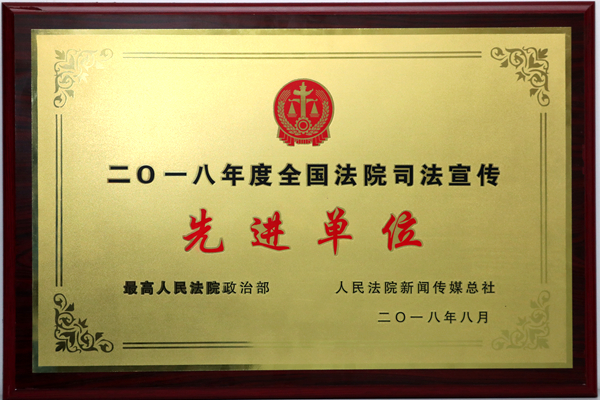 二〇一八年度全国法院司法宣传
先进单位
最高人民法院政治部 人民法院新闻传媒总社
二〇一八年八月